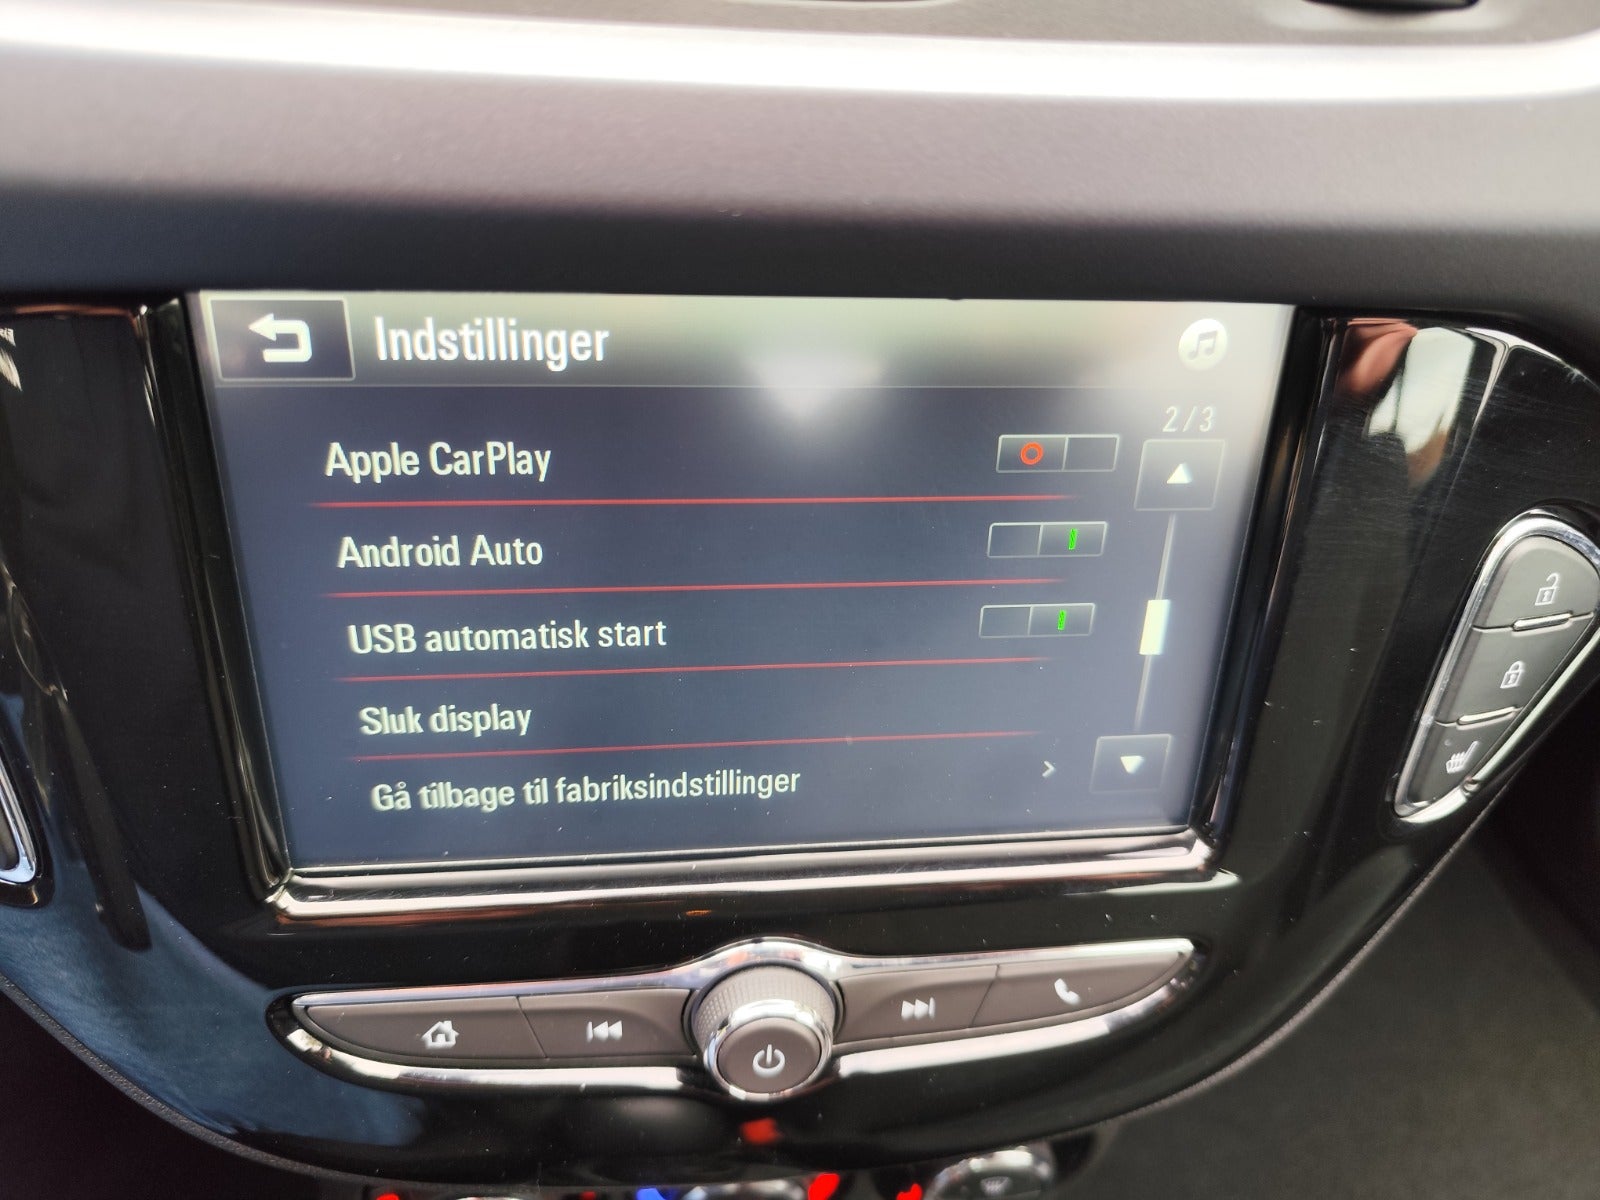 Indstillinger
2/3
Apple CarPlay
Android Auto
USB automatisk start
Sluk display
Gå tilbage til fabriksindstillinger